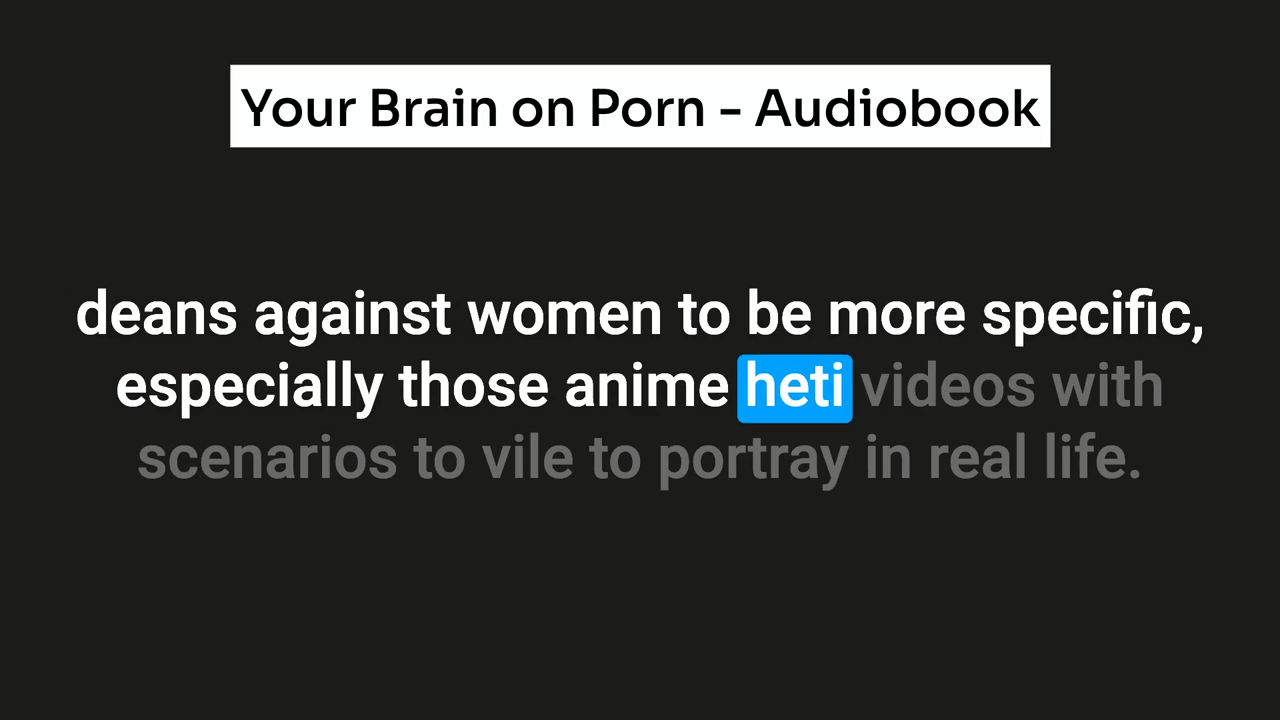 Your Brain on Porn - Audiobook
deans against women to be more specific,
especially those anime heti videos with
scenarios to vile to portray in real life.